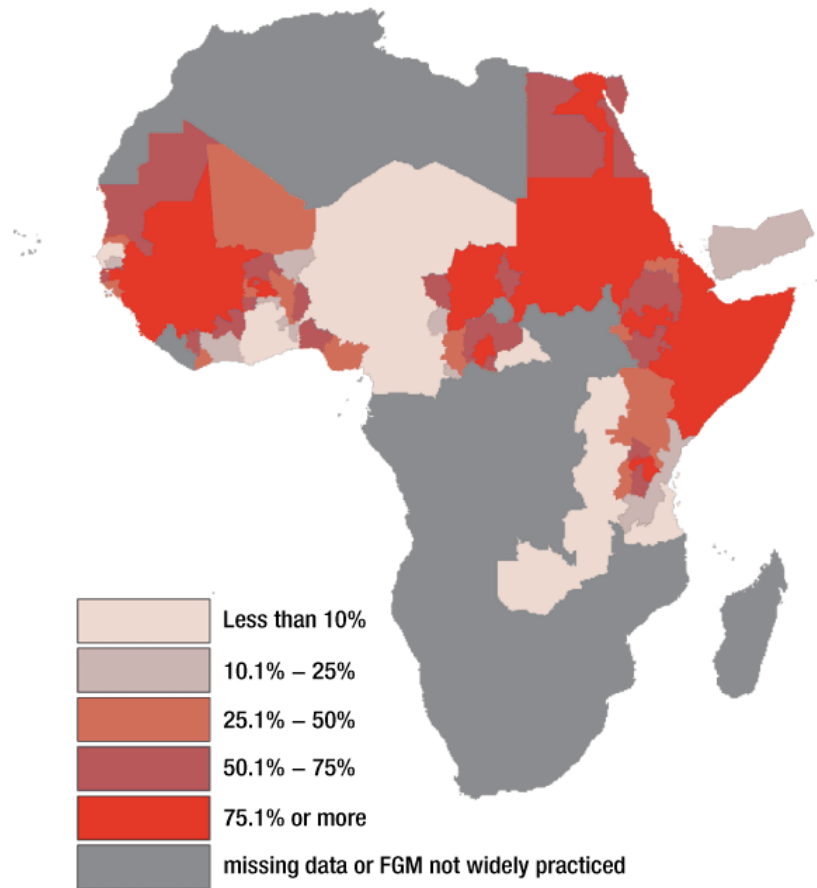 Less than 10%
10.1% – 25%
25.1% – 50%
50.1% – 75%
75.1% or more
missing data or FGM not widely practiced